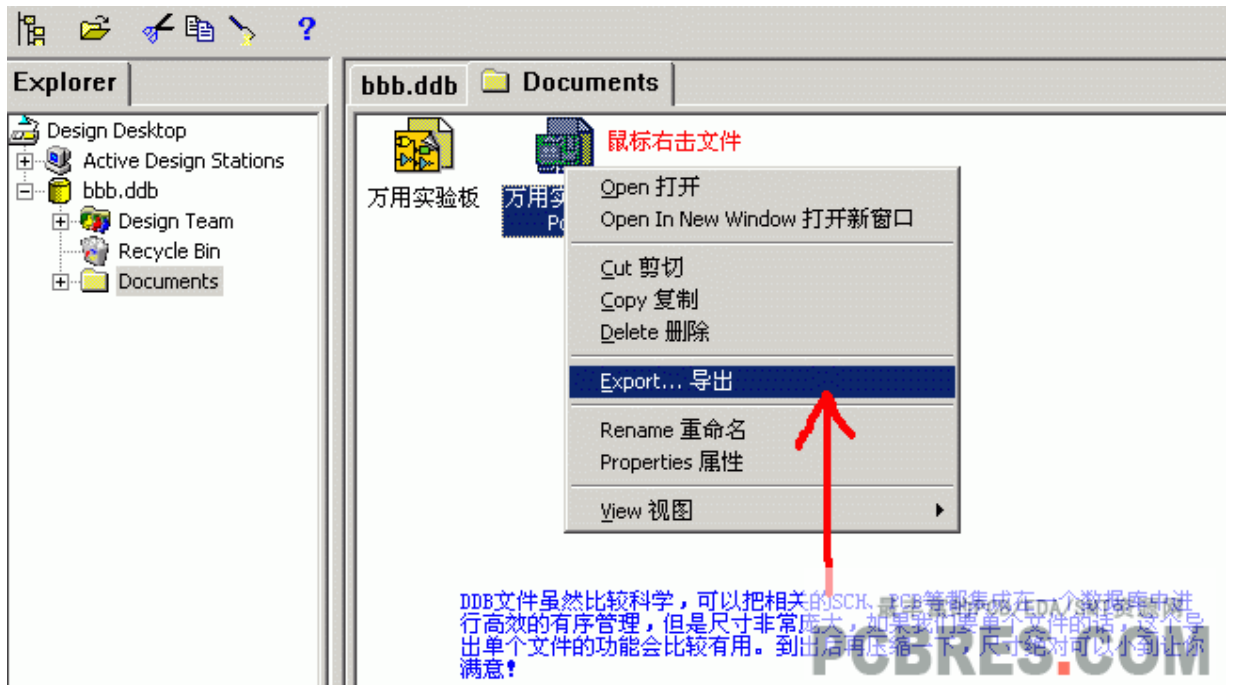 ?
Explorer
Design Desktop
Active Design Stations
bbb.ddb
Design Team
Recycle Bin
Documents
bbb.ddb Documents
鼠标右击文件
万用实验板
万用实
Open 打开
Open In New Window 打开新窗口
Cut 剪切
Copy 复制
Delete 删除
Export... 导出
Rename 重命名
Properties 属性
View 视图
DDB文件虽然比较科学，可以把相关的SCH、PCB等都集成在一个数据库中进
行高效的有序管理，但是尺寸非常庞大，如果我们要单个文件的话，这个导
出单个文件的功能会比较有用。到出后再压缩一下，尺寸绝对可以小到让你
满意！
PCBRES.COM